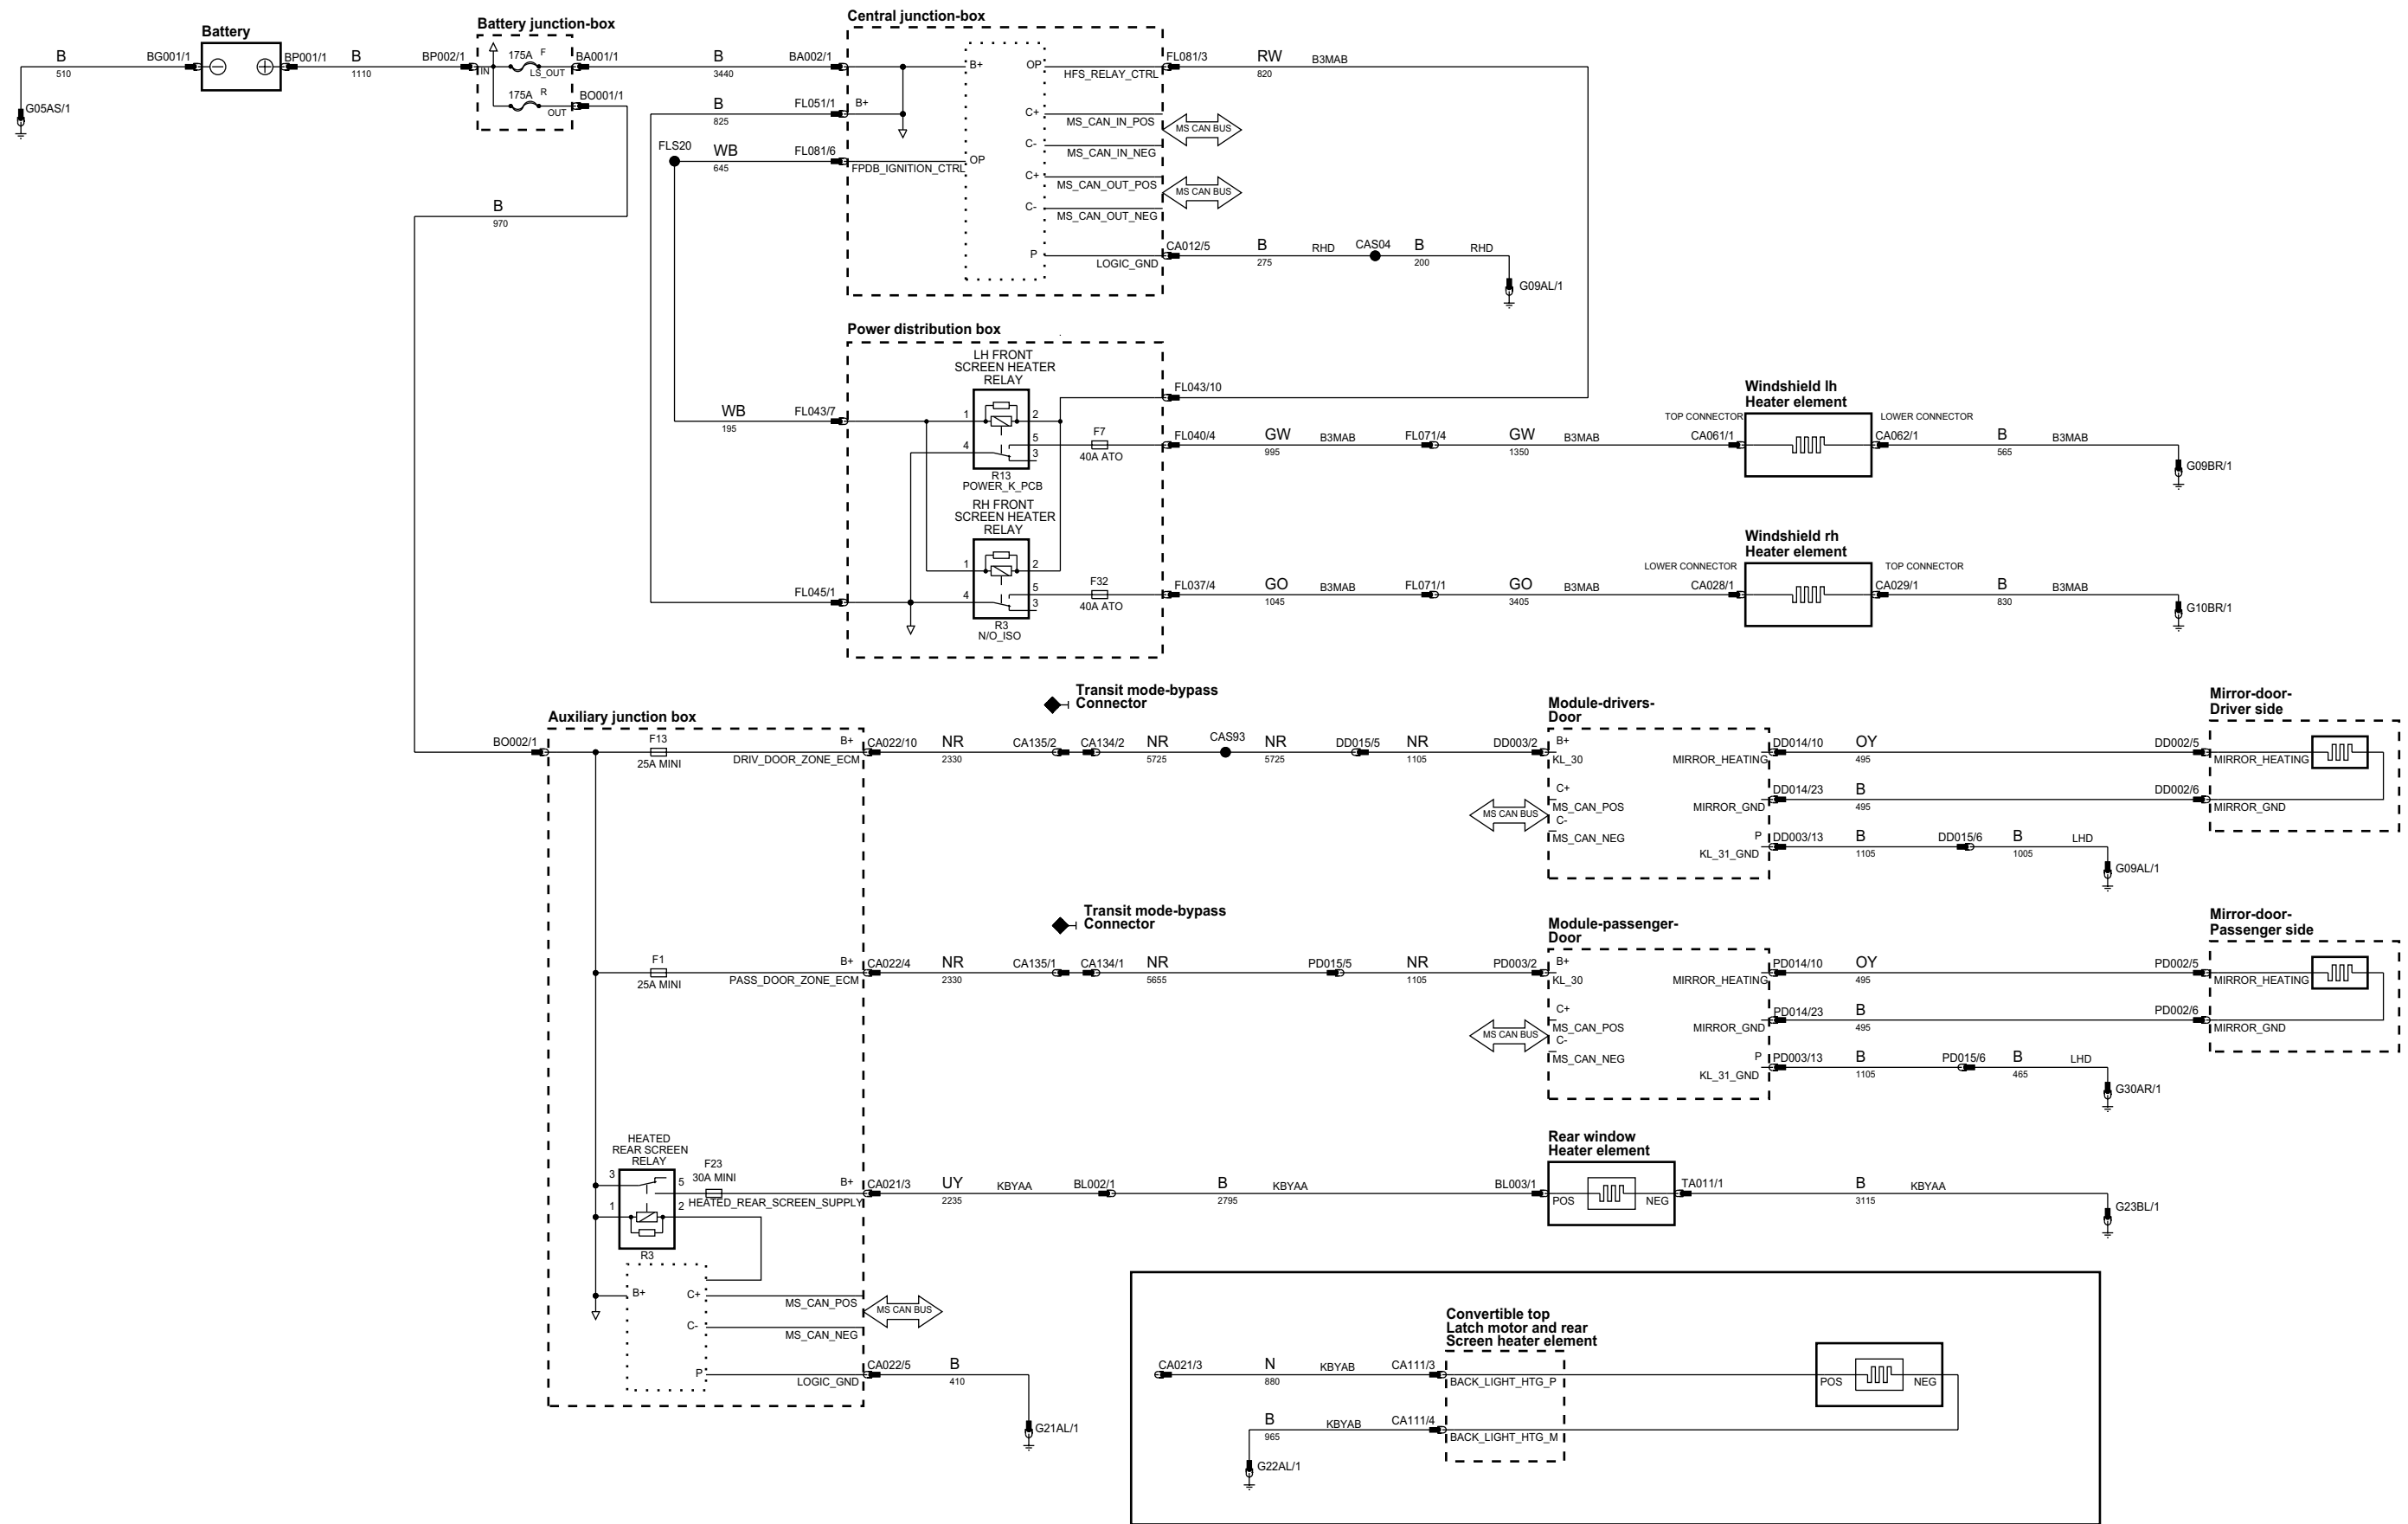 Battery
B
510
BG001/1
BP001/1
B
1110
BP002/1
G05AS/1
Battery junction-box
175A F
IN
LS_OUT
175A R
OUT
BA001/1
BO001/1
B
3440
BA002/1
B
825
FL051/1
B+
FLS20
WB
645
FL081/6
B
970
Central junction-box
B+
OP
HFS_RELAY_CTRL
C+
MS_CAN_IN_POS
C-
MS_CAN_IN_NEG
FPDB_IGNITION_CTRL
OP
C+
MS_CAN_OUT_POS
C-
MS_CAN_OUT_NEG
P
LOGIC_GND
FL081/3
RW
820
B3MAB
MS CAN BUS
MS CAN BUS
CA012/5
B
275
RHD
CAS04
B
200
RHD
G09AL/1
Power distribution box
LH FRONT
SCREEN HEATER
RELAY
1
2
4
5
3
R13
POWER_K_PCB
F7
40A ATO
WB
195
FL043/7
FL043/10
FL040/4
GW
995
B3MAB
FL071/4
GW
1350
B3MAB
Windshield lh
Heater element
TOP CONNECTOR
CA061/1
LOWER CONNECTOR
CA062/1
B
565
B3MAB
G09BR/1
RH FRONT
SCREEN HEATER
RELAY
1
2
4
5
3
R3
N/O_ISO
F32
40A ATO
FL045/1
FL037/4
GO
1045
B3MAB
FL071/1
GO
3405
B3MAB
Windshield rh
Heater element
LOWER CONNECTOR
CA028/1
TOP CONNECTOR
CA029/1
B
830
B3MAB
G10BR/1
Auxiliary junction box
BO002/1
F13
25A MINI
B+
DRIV_DOOR_ZONE_ECM
CA022/10
NR
2330
Transit mode-bypass
Connector
CA135/2
CA134/2
NR
5725
CAS93
NR
5725
DD015/5
NR
1105
DD003/2
Module-drivers-
Door
B+
KL_30
C+
MS_CAN_POS
C-
MS_CAN_NEG
MS CAN BUS
MIRROR_HEATING
MIRROR_GND
P
KL_31_GND
DD014/10
OY
495
DD002/5
DD014/23
B
495
DD002/6
DD003/13
B
1105
DD015/6
B
1005
LHD
G09AL/1
Mirror-door-
Driver side
MIRROR_HEATING
MIRROR_GND
F1
25A MINI
B+
PASS_DOOR_ZONE_ECM
CA022/4
NR
2330
Transit mode-bypass
Connector
CA135/1
CA134/1
NR
5655
PD015/5
NR
1105
PD003/2
Module-passenger-
Door
B+
KL_30
C+
MS_CAN_POS
C-
MS_CAN_NEG
MS CAN BUS
MIRROR_HEATING
MIRROR_GND
P
KL_31_GND
PD014/10
OY
495
PD002/5
PD014/23
B
495
PD002/6
PD003/13
B
1105
PD015/6
B
465
LHD
G30AR/1
Mirror-door-
Passenger side
MIRROR_HEATING
MIRROR_GND
HEATED
REAR SCREEN
RELAY
3
5
1
2
R3
F23
30A MINI
B+
HEATED_REAR_SCREEN_SUPPLY
CA021/3
UY
2235
KBYAA
BL002/1
B
2795
KBYAA
BL003/1
Rear window
Heater element
POS
NEG
TA011/1
B
3115
KBYAA
G23BL/1
B+
C+
MS_CAN_POS
C-
MS_CAN_NEG
MS CAN BUS
P
LOGIC_GND
CA022/5
B
410
G21AL/1
Convertible top
Latch motor and rear
Screen heater element
CA021/3
N
880
KBYAB
CA111/3
BACK_LIGHT_HTG_P
B
965
KBYAB
CA111/4
BACK_LIGHT_HTG_M
G22AL/1
POS
NEG